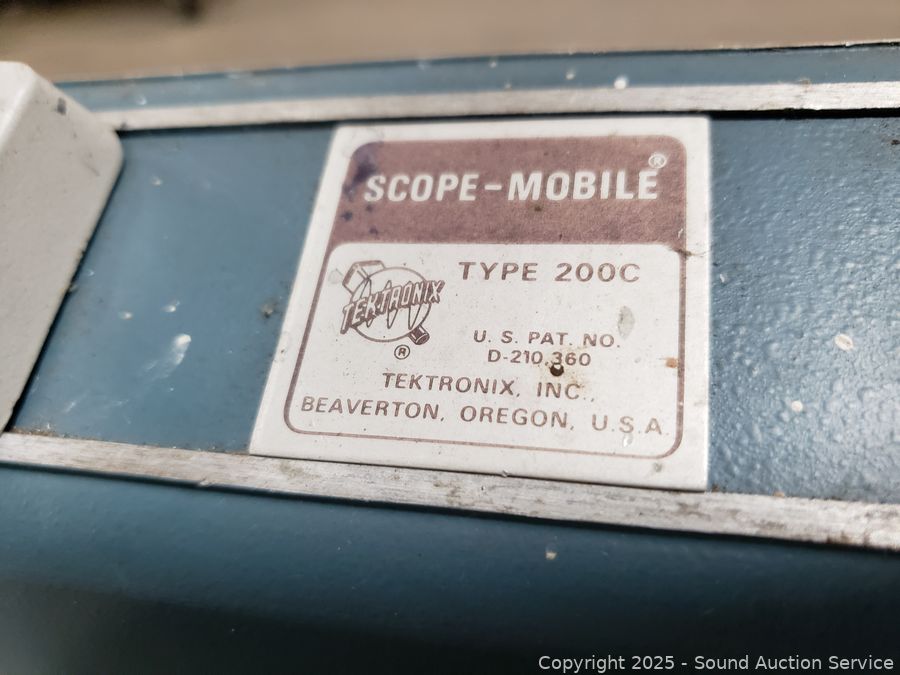 SCOPE-MOBILE®
TYPE 200C
TEKTRONIX
®
U. S. PAT. NO.
D-210,360
TEKTRONIX, INC.,
BEAVERTON, OREGON, U.S.A.
Copyright © 2025 - Sound Auction Service